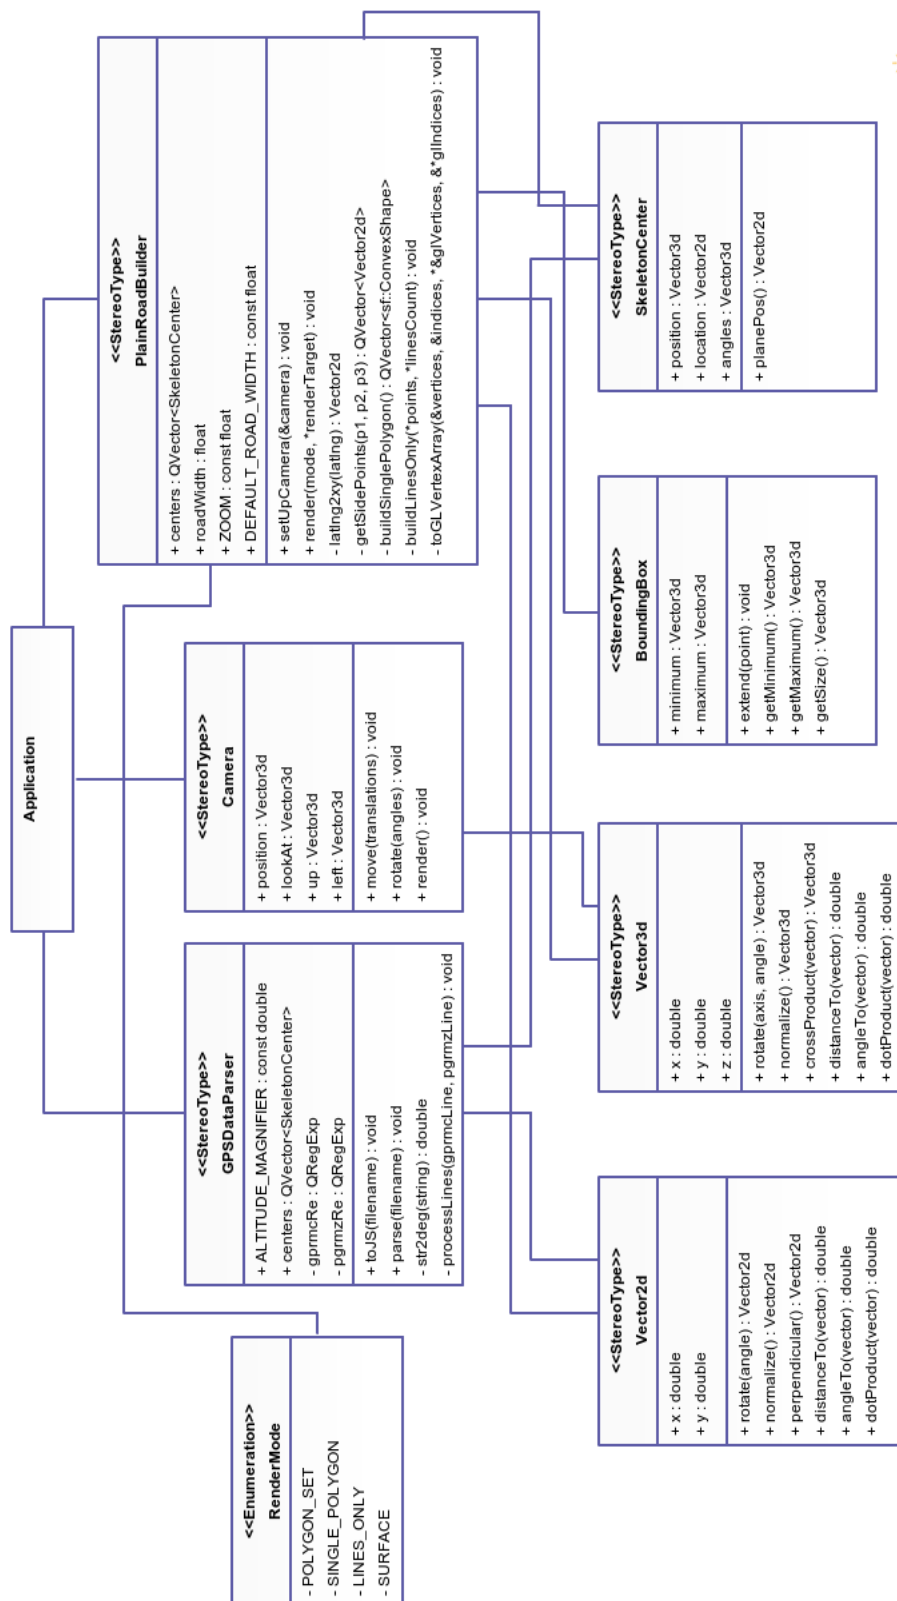 Application
<<Enumeration>>
RenderMode
- POLYGON_SET
- SINGLE_POLYGON
- LINES_ONLY
- SURFACE
<<StereoType>>
GPSDataParser
+ ALTITUDE_MAGNIFIER : const double
+ centers : QVector<SkeletonCenter>
- gprmcRe : QRegExp
- pgrmzRe : QRegExp
+ toJS(filename) : void
+ parse(filename) : void
- str2deg(string) : double
- processLines(gprmcLine, pgrmzLine) : void
<<StereoType>>
Camera
+ position : Vector3d
+ lookAt : Vector3d
+ up : Vector3d
+ left : Vector3d
+ move(translations) : void
+ rotate(angles) : void
+ render() : void
<<StereoType>>
PlainRoadBuilder
+ centers : QVector<SkeletonCenter>
+ roadWidth : float
+ ZOOM : const float
+ DEFAULT_ROAD_WIDTH : const float
+ setUpCamera(&camera) : void
+ render(mode, *renderTarget) : void
- latlng2xy(latlng) : Vector2d
- getSidePoints(p1, p2, p3) : QVector<Vector2d>
- buildSinglePolygon() : QVector<sf::ConvexShape>
- buildLinesOnly(*points, *linesCount) : void
- toGLVertexArray(&vertices, &indices, *&glVertices, &*glIndices) : void
<<StereoType>>
Vector2d
+ x : double
+ y : double
+ rotate(angle) : Vector2d
+ normalize() : Vector2d
+ perpendicular() : Vector2d
+ distanceTo(vector) : double
+ angleTo(vector) : double
+ dotProduct(vector) : double
<<StereoType>>
Vector3d
+ x : double
+ y : double
+ z : double
+ rotate(axis, angle) : Vector3d
+ normalize() : Vector3d
+ crossProduct(vector) : Vector3d
+ distanceTo(vector) : double
+ angleTo(vector) : double
+ dotProduct(vector) : double
<<StereoType>>
BoundingBox
+ minimum : Vector3d
+ maximum : Vector3d
+ extend(point) : void
+ getMinimum() : Vector3d
+ getMaximum() : Vector3d
+ getSize() : Vector3d
<<StereoType>>
SkeletonCenter
+ position : Vector3d
+ location : Vector2d
+ angles : Vector3d
+ planePos() : Vector2d